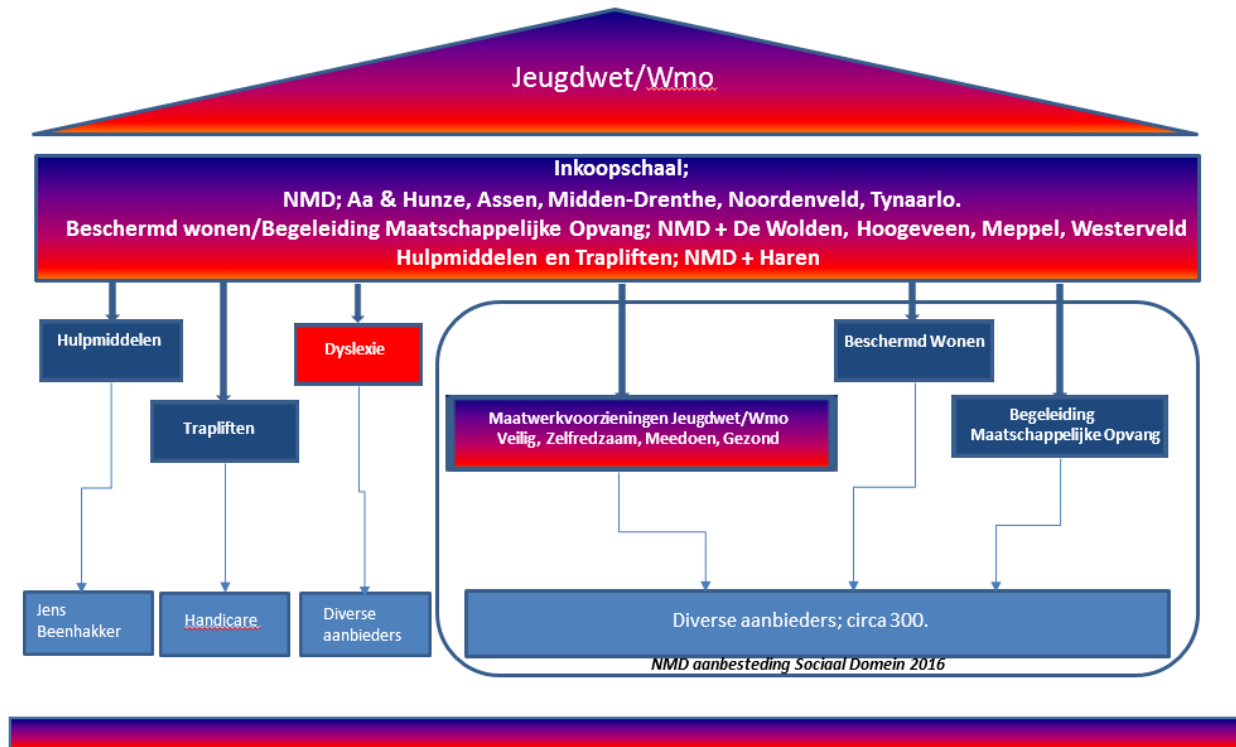 Jeugdwet/Wmo
Inkoopschaal;
NMD; Aa & Hunze, Assen, Midden-Drenthe, Noordenveld, Tynaarlo.
Beschermd wonen/Begeleiding Maatschappelijke Opvang; NMD + De Wolden, Hoogeveen, Meppel, Westerveld
Hulpmiddelen en Trapliften; NMD + Haren
Hulpmiddelen
Dyslexie
Beschermd Wonen
Trapliften
Maatwerkvoorzieningen Jeugdwet/Wmo
Veilig, Zelfredzaam, Meedoen, Gezond
Begeleiding
Maatschappelijke Opvang
Jens
Beenhakker
Handicare
Diverse
aanbieders
Diverse aanbieders; circa 300.
NMD aanbesteding Sociaal Domein 2016